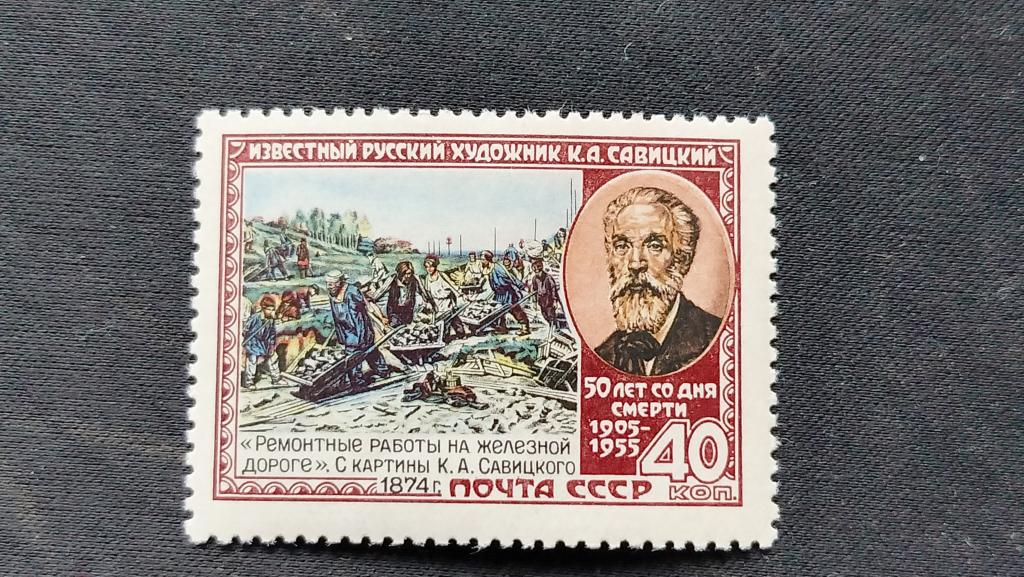 ИЗВЕСТНЫЙ РУССКИЙ ХУДОЖНИК К.А. САВИЦКИЙ
50 ЛЕТ СО ДНЯ
СМЕРТИ
1905-
1955
40
КОП.
«РЕМОНТНЫЕ РАБОТЫ НА ЖЕЛЕЗНОЙ
ДОРОГЕ». С КАРТИНЫ К. А. САВИЦКОГО
1874 г.
ПОЧТА СССР